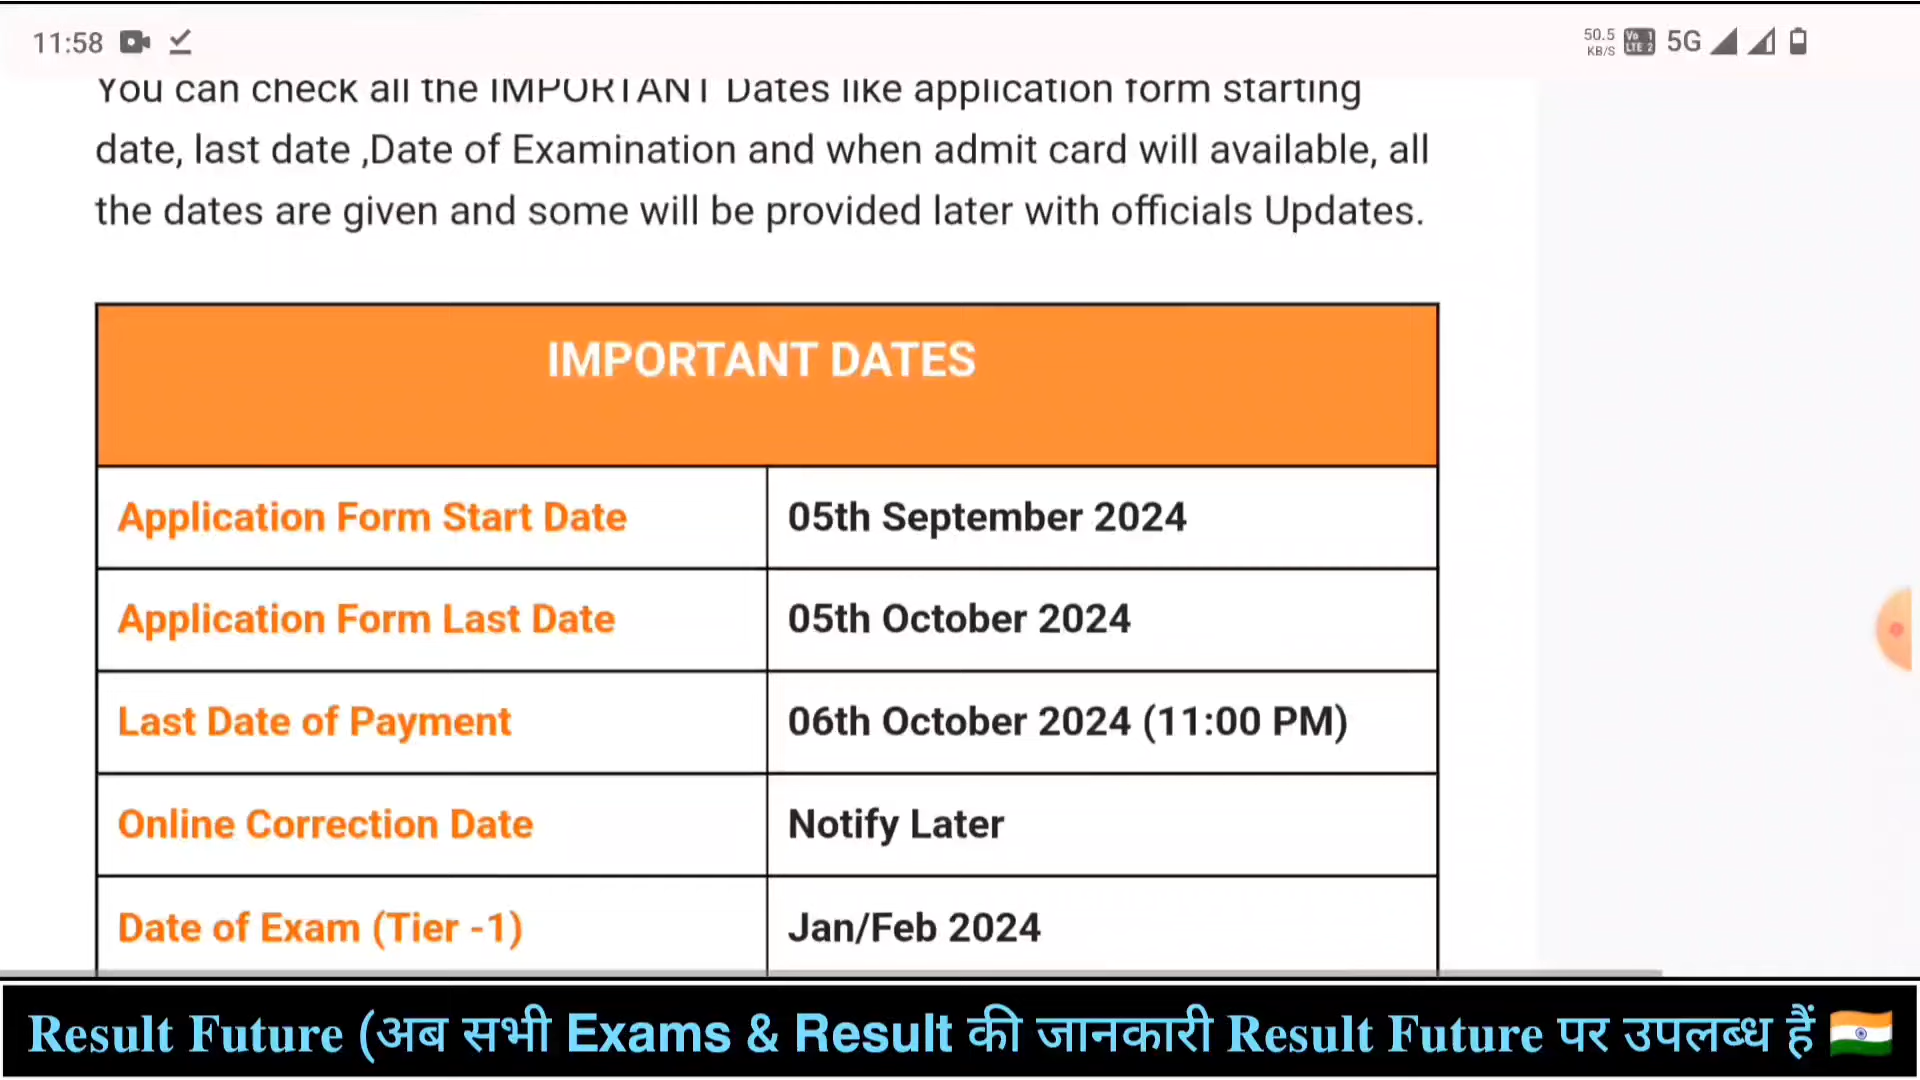 11:58
50.5 KB/S Vo LTE 1 2 5G
You can check all the IMPORTANT Dates like application form starting
date, last date ,Date of Examination and when admit card will available, all
the dates are given and some will be provided later with officials Updates.
IMPORTANT DATES
Application Form Start Date 05th September 2024
Application Form Last Date 05th October 2024
Last Date of Payment 06th October 2024 (11:00 PM)
Online Correction Date Notify Later
Date of Exam (Tier -1) Jan/Feb 2024
Result Future (अब सभी Exams & Result की जानकारी Result Future पर उपलब्ध हैं